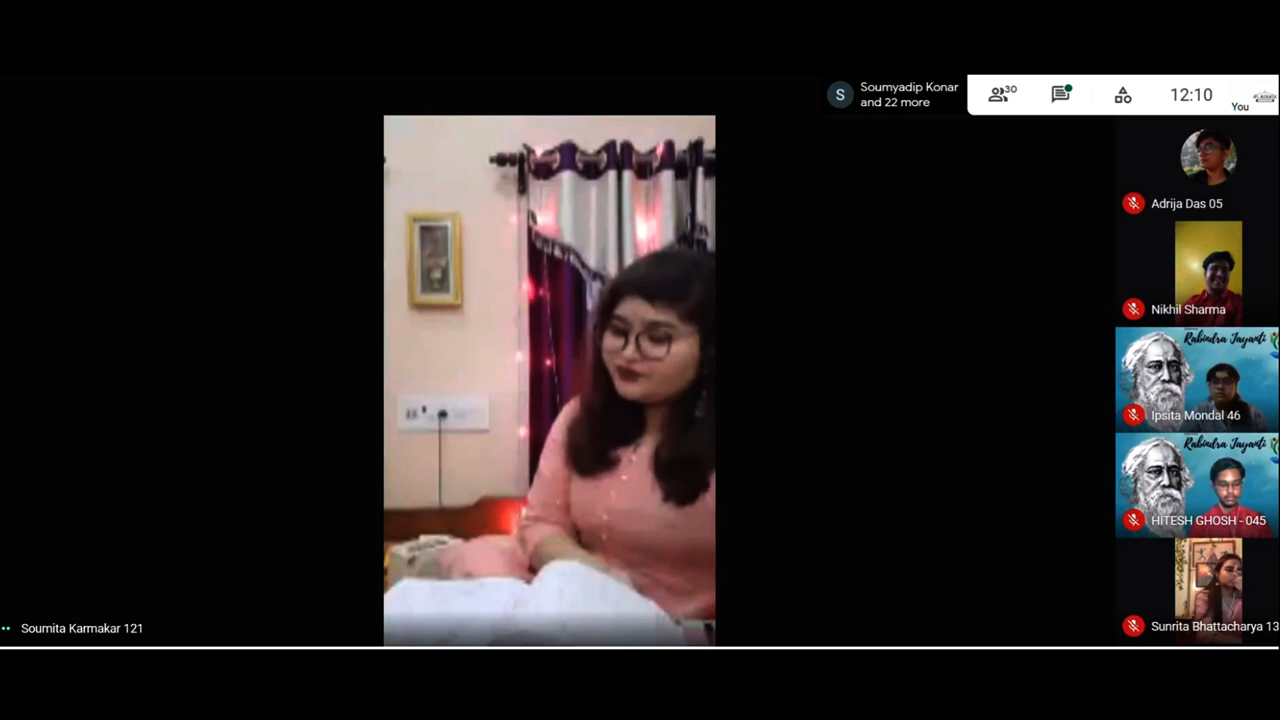 S
Soumyadip Konar
and 22 more
30
12:10
You
Adrija Das 05
Nikhil Sharma
Rabindra Jayanti
Ipsita Mondal 46
Rabindra Jayanti
HITESH GHOSH - 045
Sunrita Bhattacharya 13
Soumita Karmakar 121